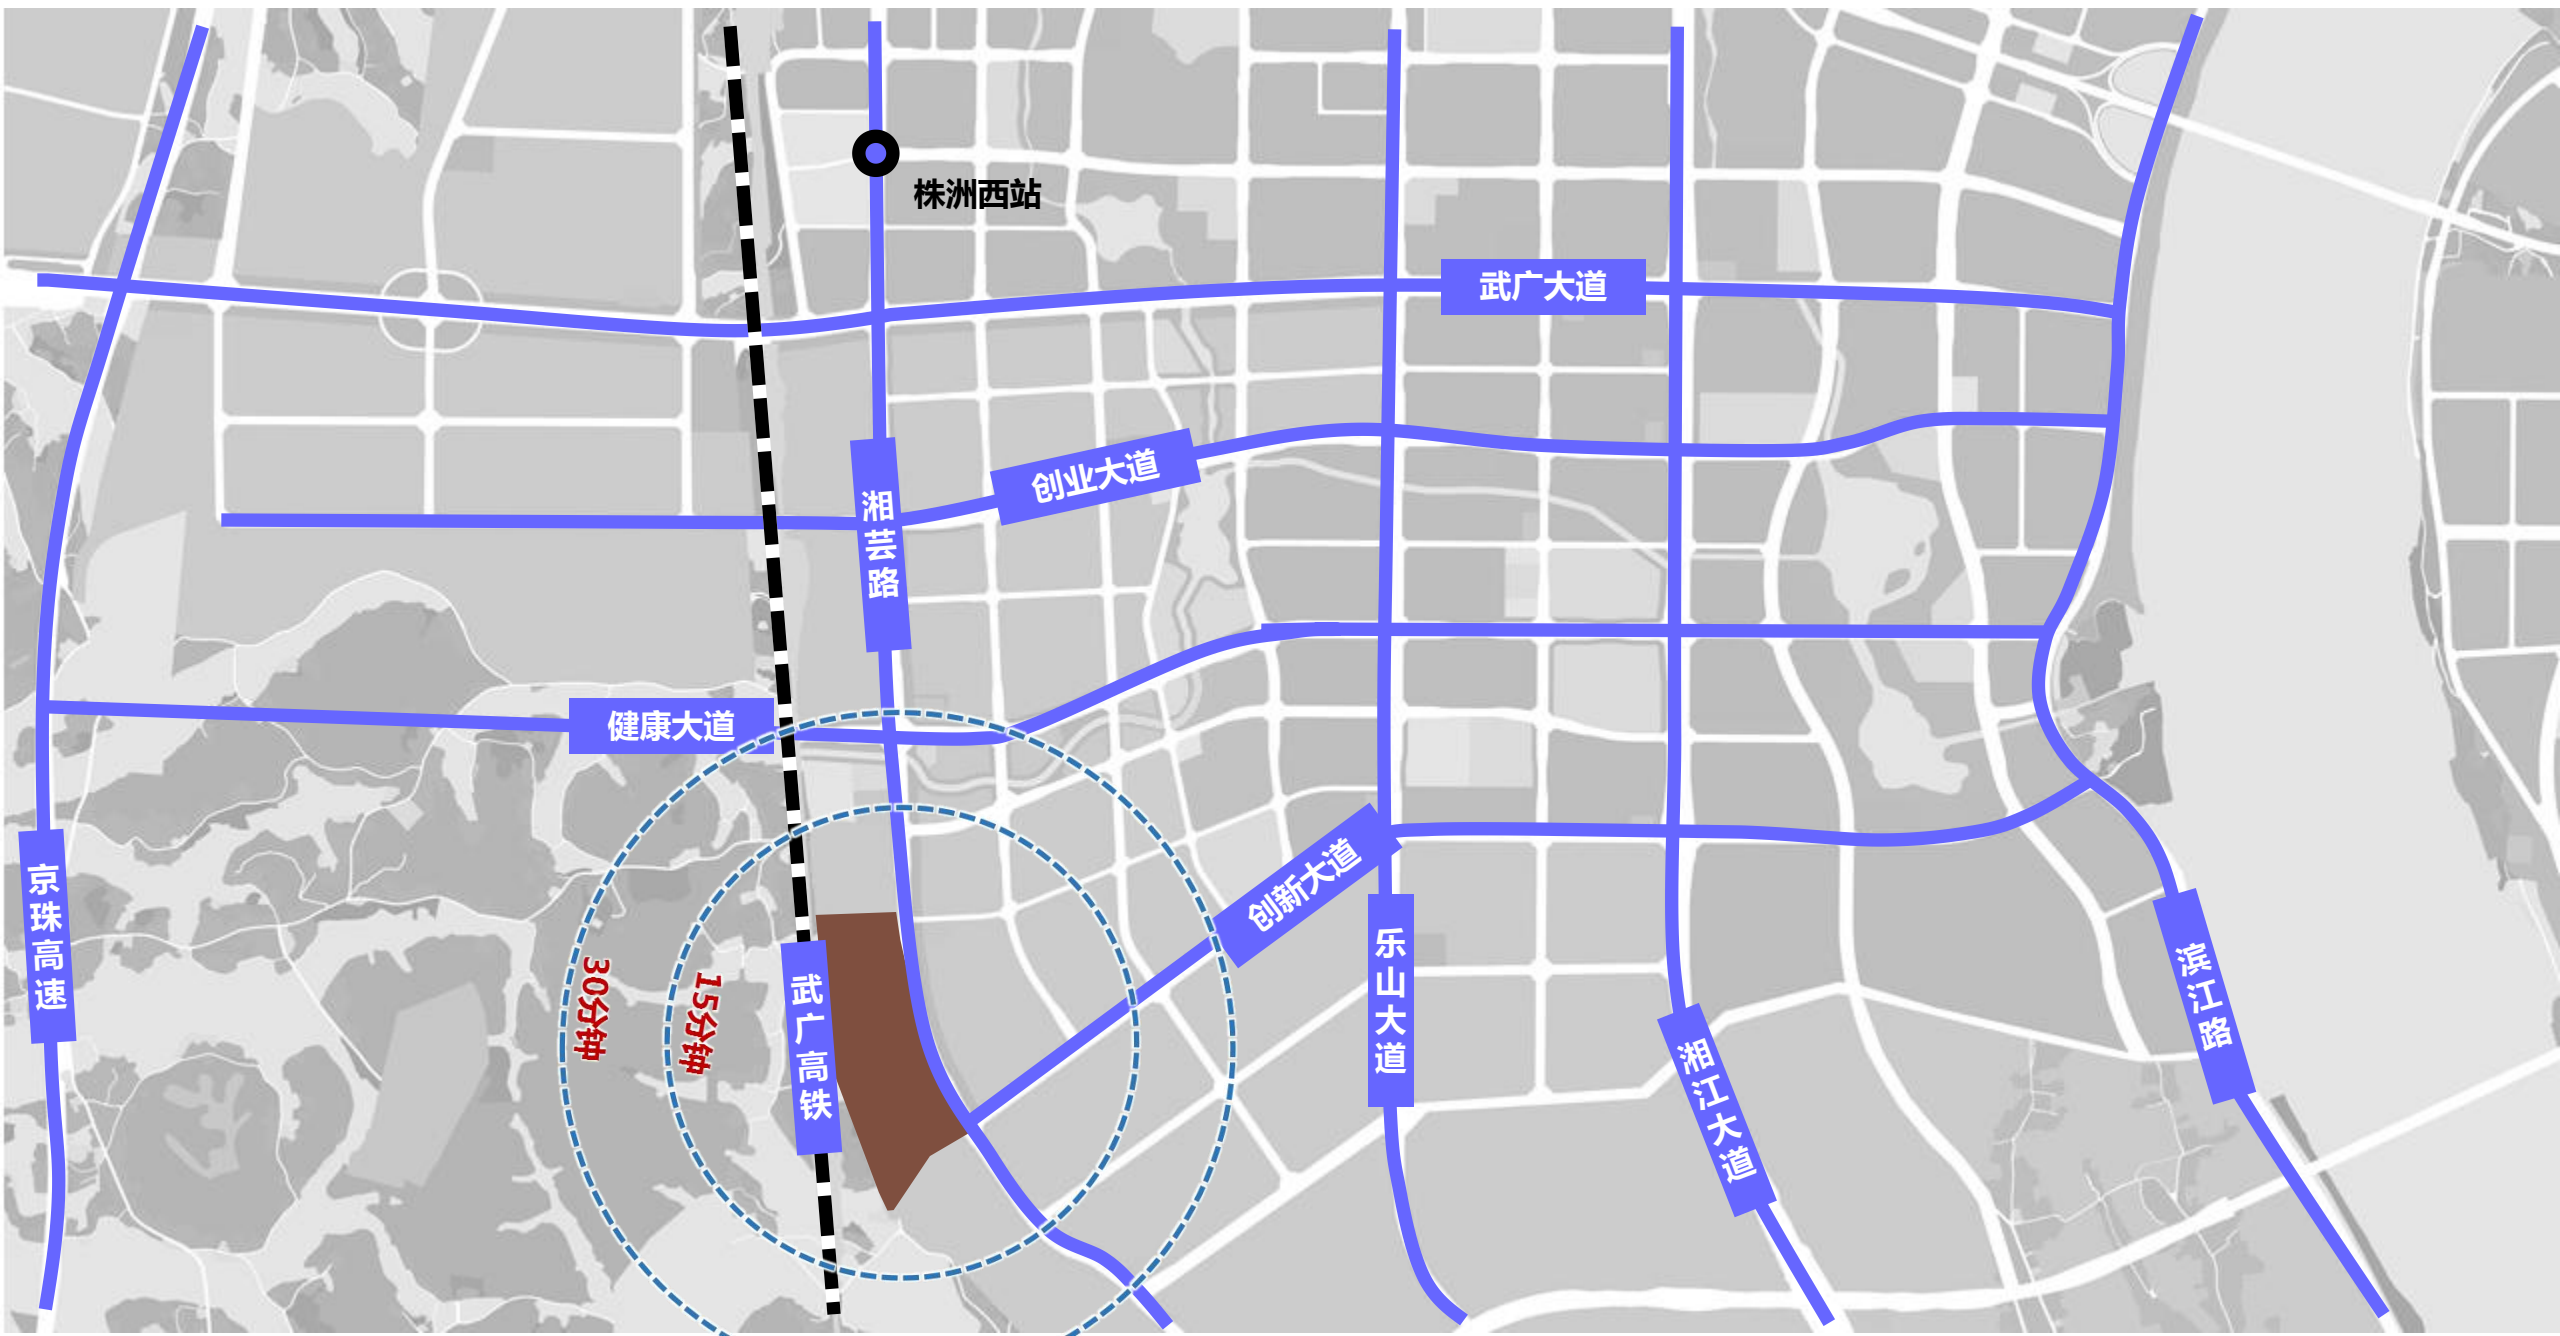 株洲西站
武广大道
创业大道
湘芸路
健康大道
创新大道
京珠高速
30分钟
15分钟
武广高铁
乐山大道
湘江大道
滨江路